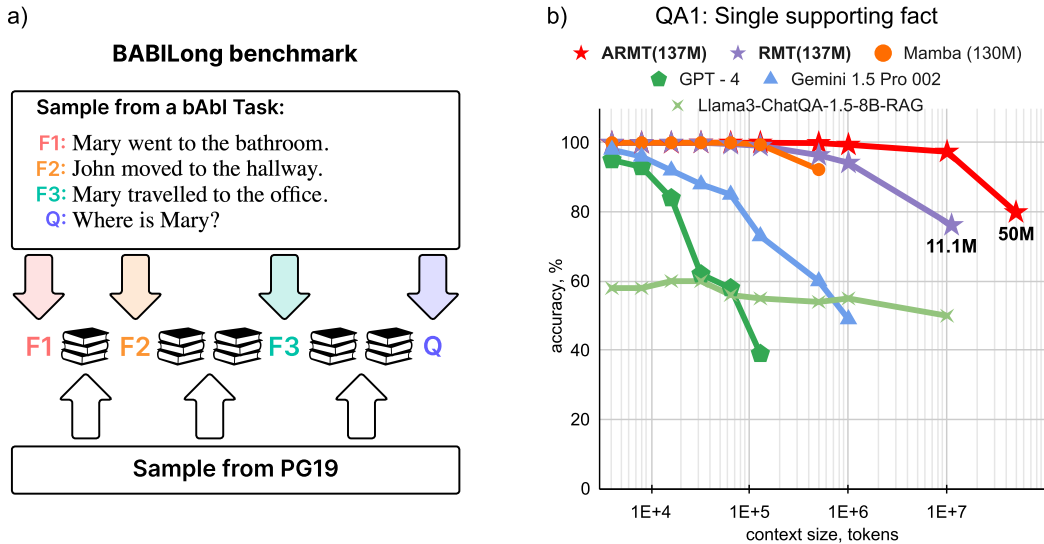 a)
BABILong benchmark
Sample from a bAbI Task:
F1: Mary went to the bathroom.
F2: John moved to the hallway.
F3: Mary travelled to the office.
Q: Where is Mary?
F1 F2 F3 Q
Sample from PG19
b)
QA1: Single supporting fact
ARMT(137M) RMT(137M) Mamba (130M)
GPT - 4 Gemini 1.5 Pro 002
Llama3-ChatQA-1.5-8B-RAG
accuracy, %
100
80
60
40
20
0
11.1M
50M
1E+4 1E+5 1E+6 1E+7
context size, tokens